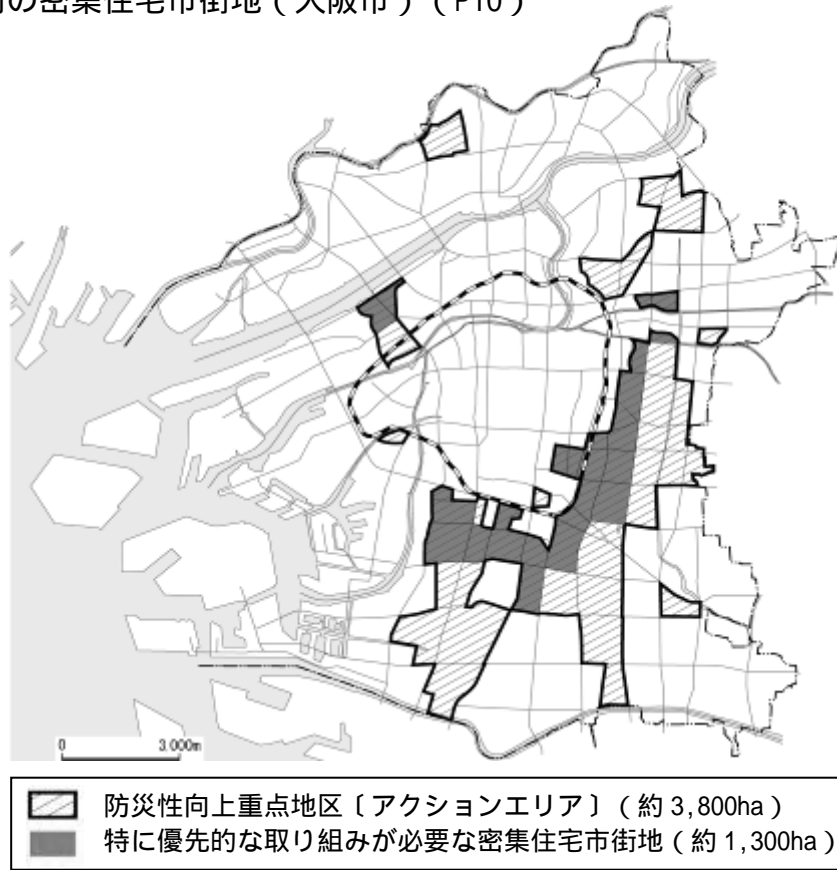 の密集住宅市街地（大阪市）（P10）
0 3,000m
防災性向上重点地区〔アクションエリア〕（約 3,800ha）
特に優先的な取り組みが必要な密集住宅市街地（約 1,300ha）